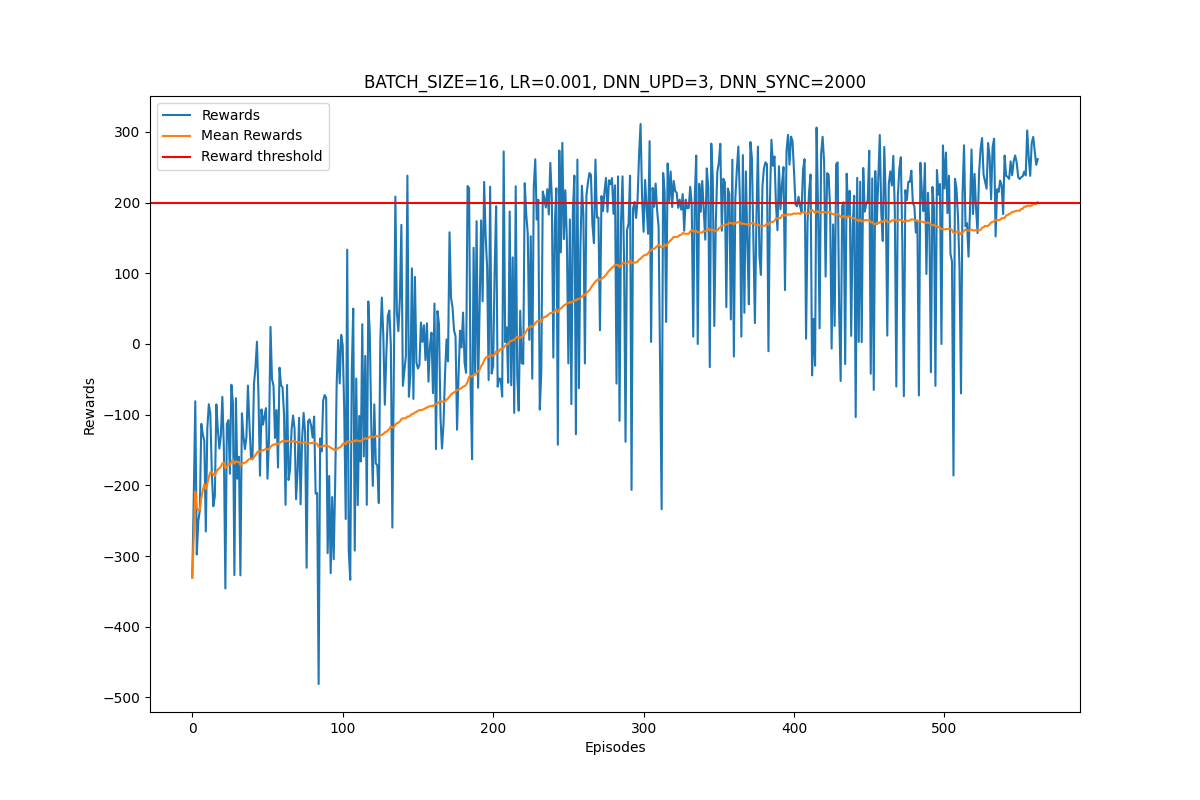 BATCH_SIZE=16, LR=0.001, DNN_UPD=3, DNN_SYNC=2000
Rewards
Mean Rewards
Reward threshold
300
200
100
0
−100
−200
−300
−400
−500
Rewards
0 100 200 300 400 500
Episodes